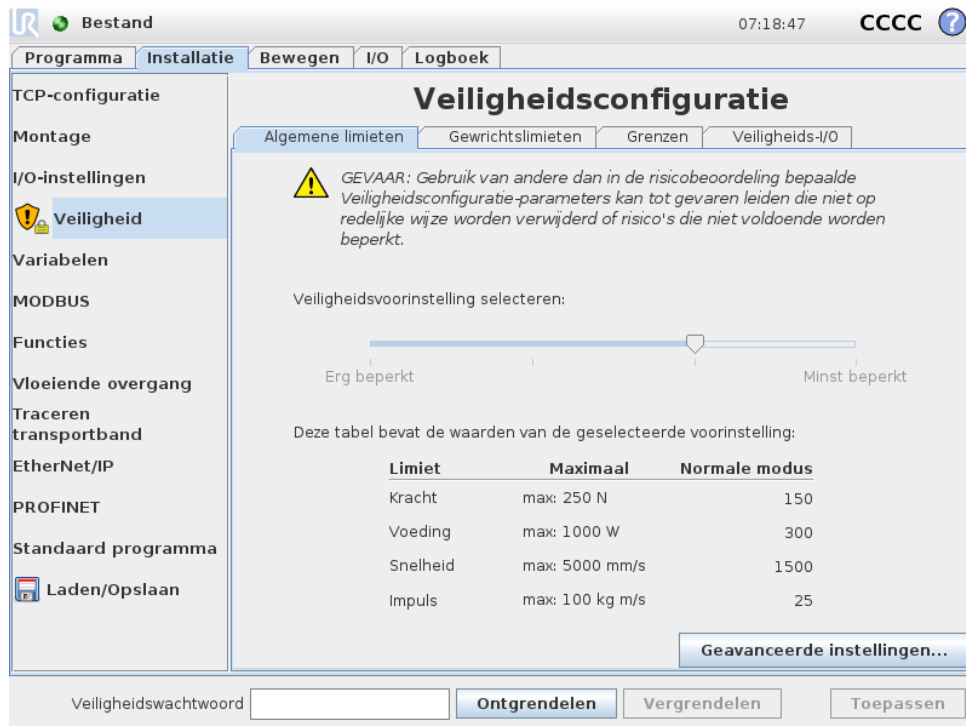 UR Bestand 07:18:47 CCCC ?
Programma Installatie Bewegen I/O Logboek
TCP-configuratie
Montage
I/O-instellingen
Veiligheid
Variabelen
MODBUS
Functies
Vloeiende overgang
Traceren
transportband
EtherNet/IP
PROFINET
Standaard programma
Laden/Opslaan
Veiligheidsconfiguratie
Algemene limieten Gewrichtslimieten Grenzen Veiligheids-I/O
GEVAAR: Gebruik van andere dan in de risicobeoordeling bepaalde
Veiligheidsconfiguratie-parameters kan tot gevaren leiden die niet op
redelijke wijze worden verwijderd of risico's die niet voldoende worden
beperkt.
Veiligheidsvoorinstelling selecteren:
Erg beperkt Minst beperkt
Deze tabel bevat de waarden van de geselecteerde voorinstelling:
Limiet Maximaal Normale modus
Kracht max: 250 N 150
Voeding max: 1000 W 300
Snelheid max: 5000 mm/s 1500
Impuls max: 100 kg m/s 25
Geavanceerde instellingen...
Veiligheidswachtwoord Ontgrendelen Vergrendelen Toepassen